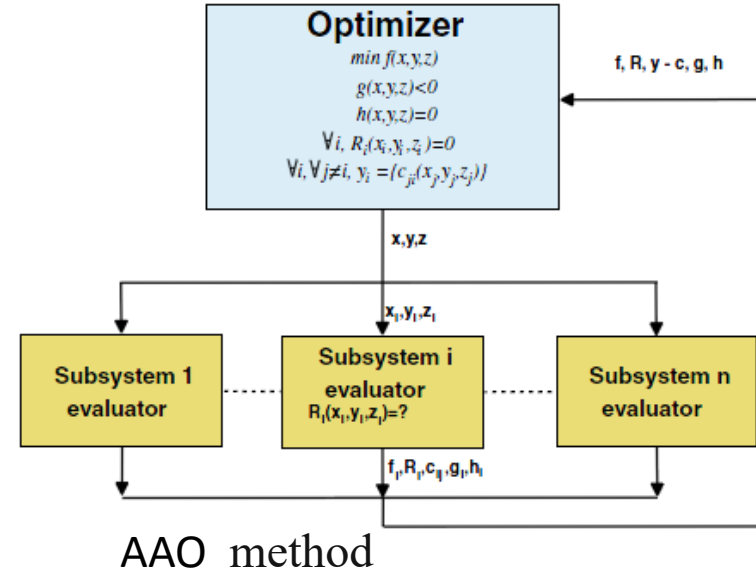 Optimizer
min f(x,y,z)
g(x,y,z)<0
h(x,y,z)=0
∀i, Rᵢ(xᵢ,yᵢ,zᵢ)=0
∀i,∀j≠i, yᵢ ={cⱼᵢ(xⱼ,yⱼ,zⱼ)}
f, R, y - c, g, h
x,y,z
xᵢ,yᵢ,zᵢ
Subsystem 1
evaluator
Subsystem i
evaluator
Rᵢ(xᵢ,yᵢ,zᵢ)=?
Subsystem n
evaluator
fᵢ,Rᵢ,cᵢⱼ,gᵢ,hᵢ
AAO method